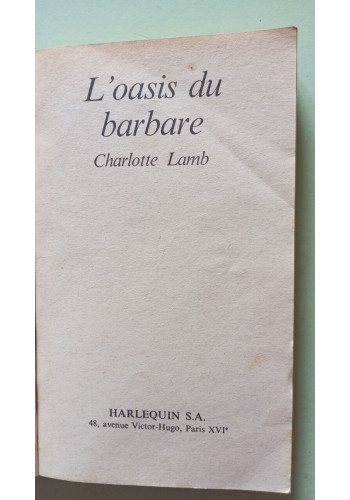 L'oasis du
barbare
Charlotte Lamb
HARLEQUIN S.A.
48, avenue Victor-Hugo, Paris XVIe